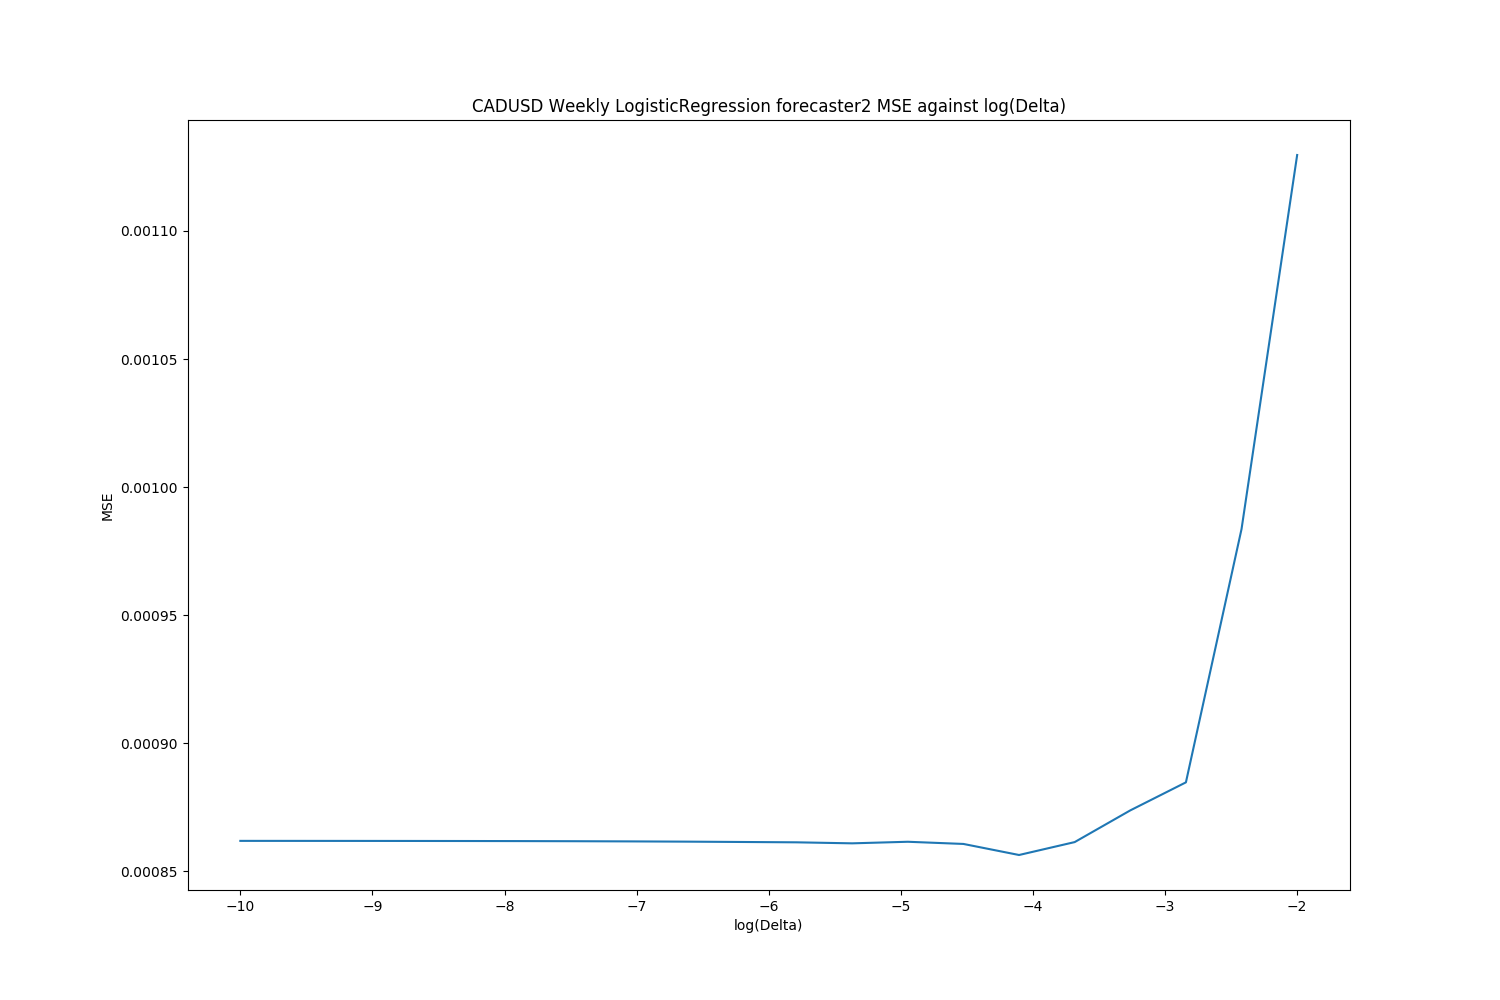 CADUSD Weekly LogisticRegression forecaster2 MSE against log(Delta)
0.00110
0.00105
0.00100
0.00095
0.00090
0.00085
MSE
−10 −9 −8 −7 −6 −5 −4 −3 −2
log(Delta)